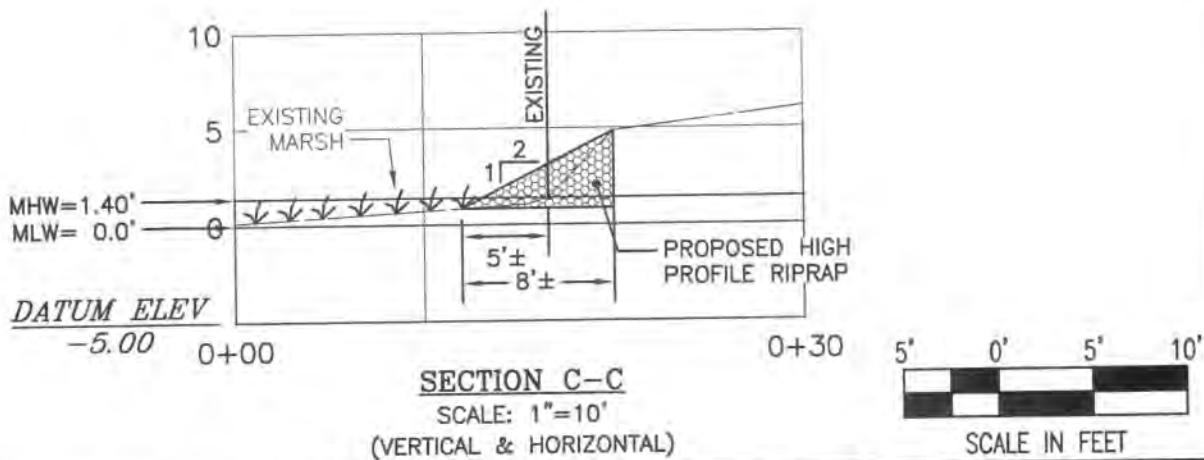 10
EXISTING
EXISTING
MARSH
5
1
2
MHW=1.40'
MLW= 0.0'
0
5'±
8'±
PROPOSED HIGH
PROFILE RIPRAP
DATUM ELEV
-5.00
0+00
0+30
SECTION C-C
SCALE: 1"=10'
(VERTICAL & HORIZONTAL)
5' 0' 5' 10'
SCALE IN FEET